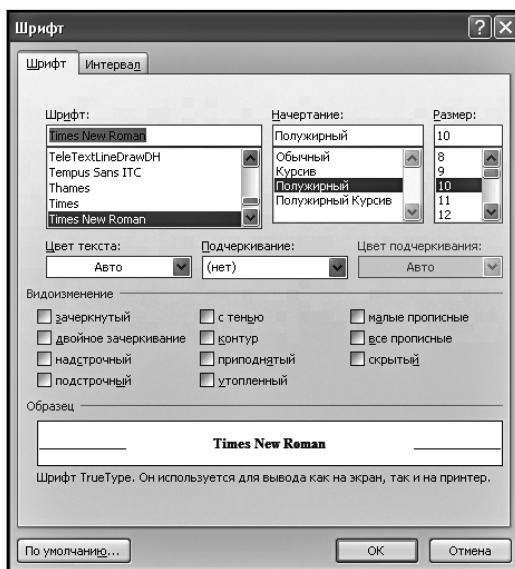 Шрифт
Шрифт Интервал
Шрифт: Начертание: Размер:
Times New Roman Полужирный 10
TeleTextLineDrawDH Обычный 8
Tempus Sans ITC Курсив 9
Thames Полужирный 10
Times Полужирный Курсив 11
Times New Roman 12
Цвет текста: Подчеркивание: Цвет подчеркивания:
Авто (нет) Авто
Видоизменение
зачеркнутый с тенью малые прописные
двойное зачеркивание контур все прописные
надстрочный приподнятый скрытый
подстрочный утопленный
Образец
Times New Roman
Шрифт TrueType. Он используется для вывода как на экран, так и на принтер.
По умолчанию... ОК Отмена